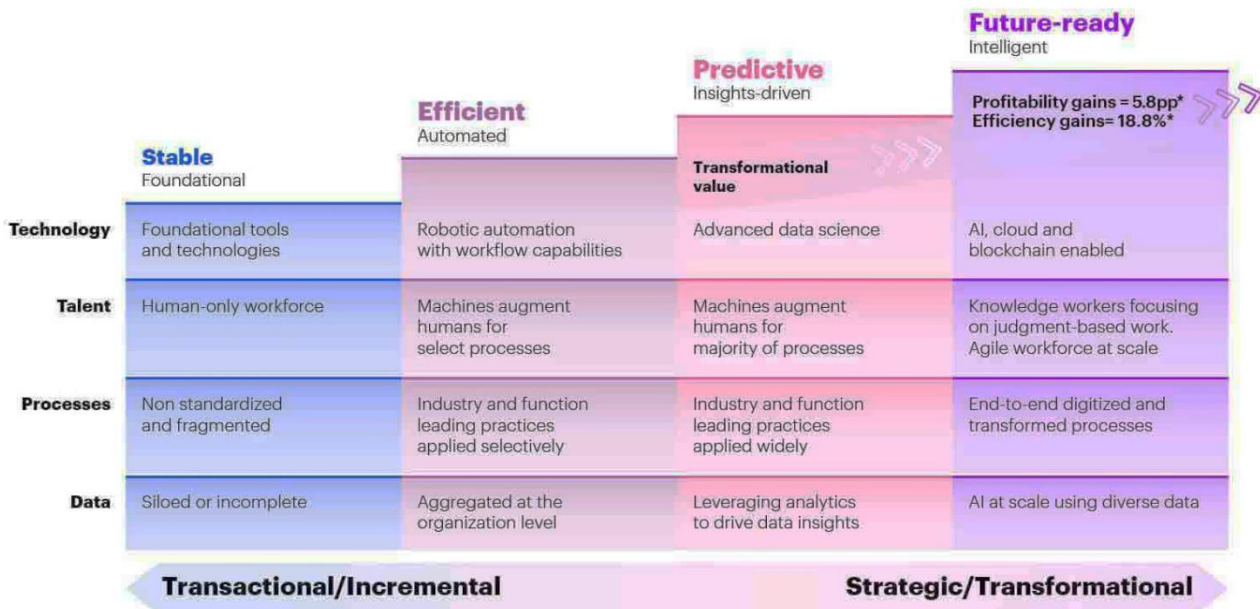 Future-ready
Intelligent
Profitability gains = 5.8pp*
Efficiency gains= 18.8%*
Predictive
Insights-driven
Transformational
value
Efficient
Automated
Stable
Foundational
Technology
Foundational tools
and technologies
Robotic automation
with workflow capabilities
Advanced data science
AI, cloud and
blockchain enabled
Talent
Human-only workforce
Machines augment
humans for
select processes
Machines augment
humans for
majority of processes
Knowledge workers focusing
on judgment-based work.
Agile workforce at scale
Processes
Non standardized
and fragmented
Industry and function
leading practices
applied selectively
Industry and function
leading practices
applied widely
End-to-end digitized and
transformed processes
Data
Siloed or incomplete
Aggregated at the
organization level
Leveraging analytics
to drive data insights
AI at scale using diverse data
Transactional/Incremental
Strategic/Transformational